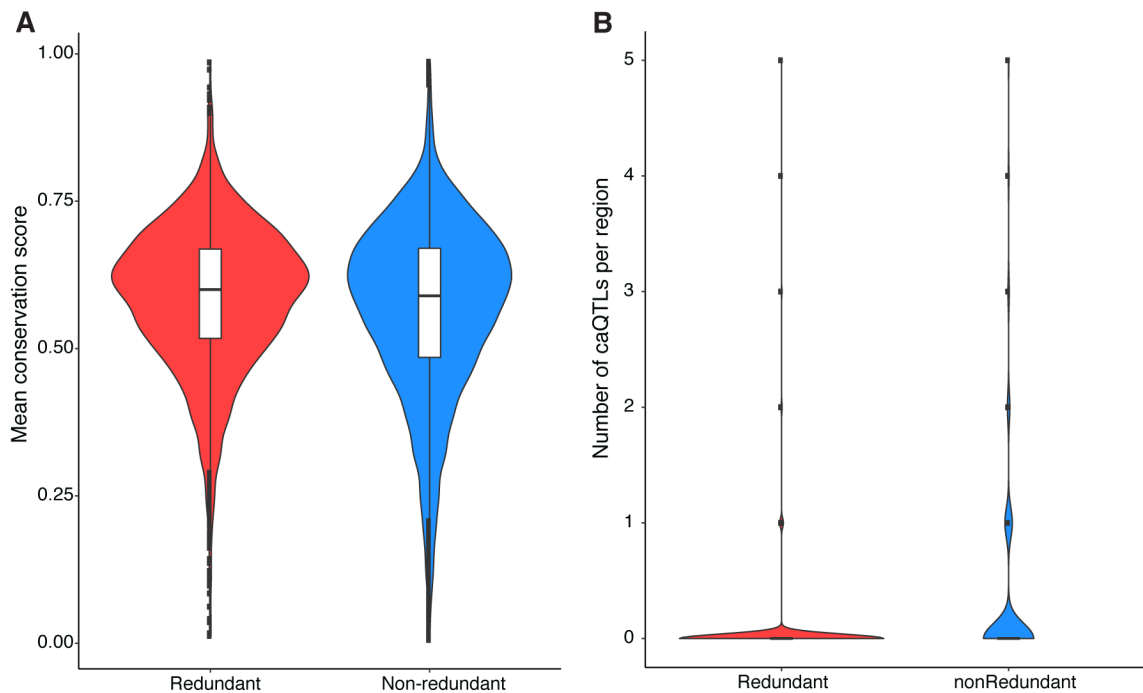 A
Mean conservation score
1.00
0.75
0.50
0.25
0.00
Redundant
Non-redundant
B
Number of caQTLs per region
5
4
3
2
1
0
Redundant
nonRedundant